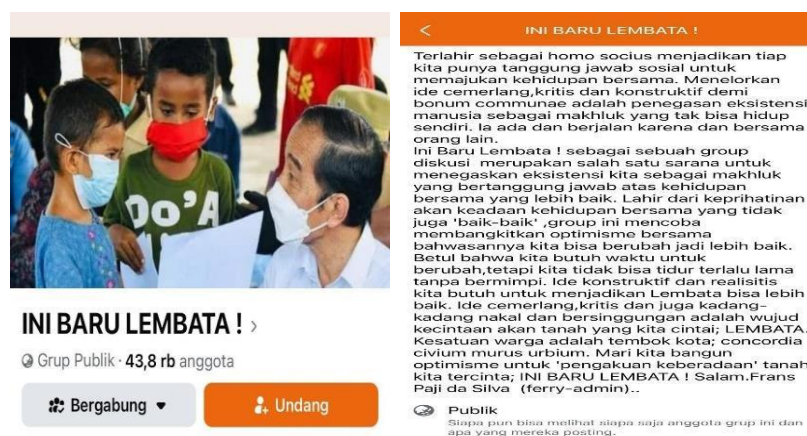 DO'A
INI BARU LEMBATA ! >
Grup Publik · 43,8 rb anggota
Bergabung
Undang
< INI BARU LEMBATA !
Terlahir sebagai homo socius menjadikan tiap
kita punya tanggung jawab sosial untuk
memajukan kehidupan bersama. Menelorkan
ide cemerlang,kritis dan konstruktif demi
bonum communae adalah penegasan eksistensi
manusia sebagai makhluk yang tak bisa hidup
sendiri. Ia ada dan berjalan karena dan bersama
orang lain.
Ini Baru Lembata ! sebagai sebuah group
diskusi merupakan salah satu sarana untuk
menegaskan eksistensi kita sebagai makhluk
yang bertanggung jawab atas kehidupan
bersama yang lebih baik. Lahir dari keprihatinan
akan keadaan kehidupan bersama yang tidak
juga 'baik-baik' ,group ini mencoba
membangkitkan optimisme bersama
bahwasannya kita bisa berubah jadi lebih baik.
Betul bahwa kita butuh waktu untuk
berubah,tetapi kita tidak bisa tidur terlalu lama
tanpa bermimpi. Ide konstruktif dan realisitis
kita butuh untuk menjadikan Lembata bisa lebih
baik. Ide cemerlang,kritis dan juga kadang-
kadang nakal dan bersinggungan adalah wujud
kecintaan akan tanah yang kita cintai; LEMBATA.
Kesatuan warga adalah tembok kota; concordia
civium murus urbium. Mari kita bangun
optimisme untuk 'pengakuan keberadaan' tanah
kita tercinta; INI BARU LEMBATA ! Salam.Frans
Paji da Silva (ferry-admin)..
Publik
Siapa pun bisa melihat siapa saja anggota grup ini dan
apa yang mereka posting.